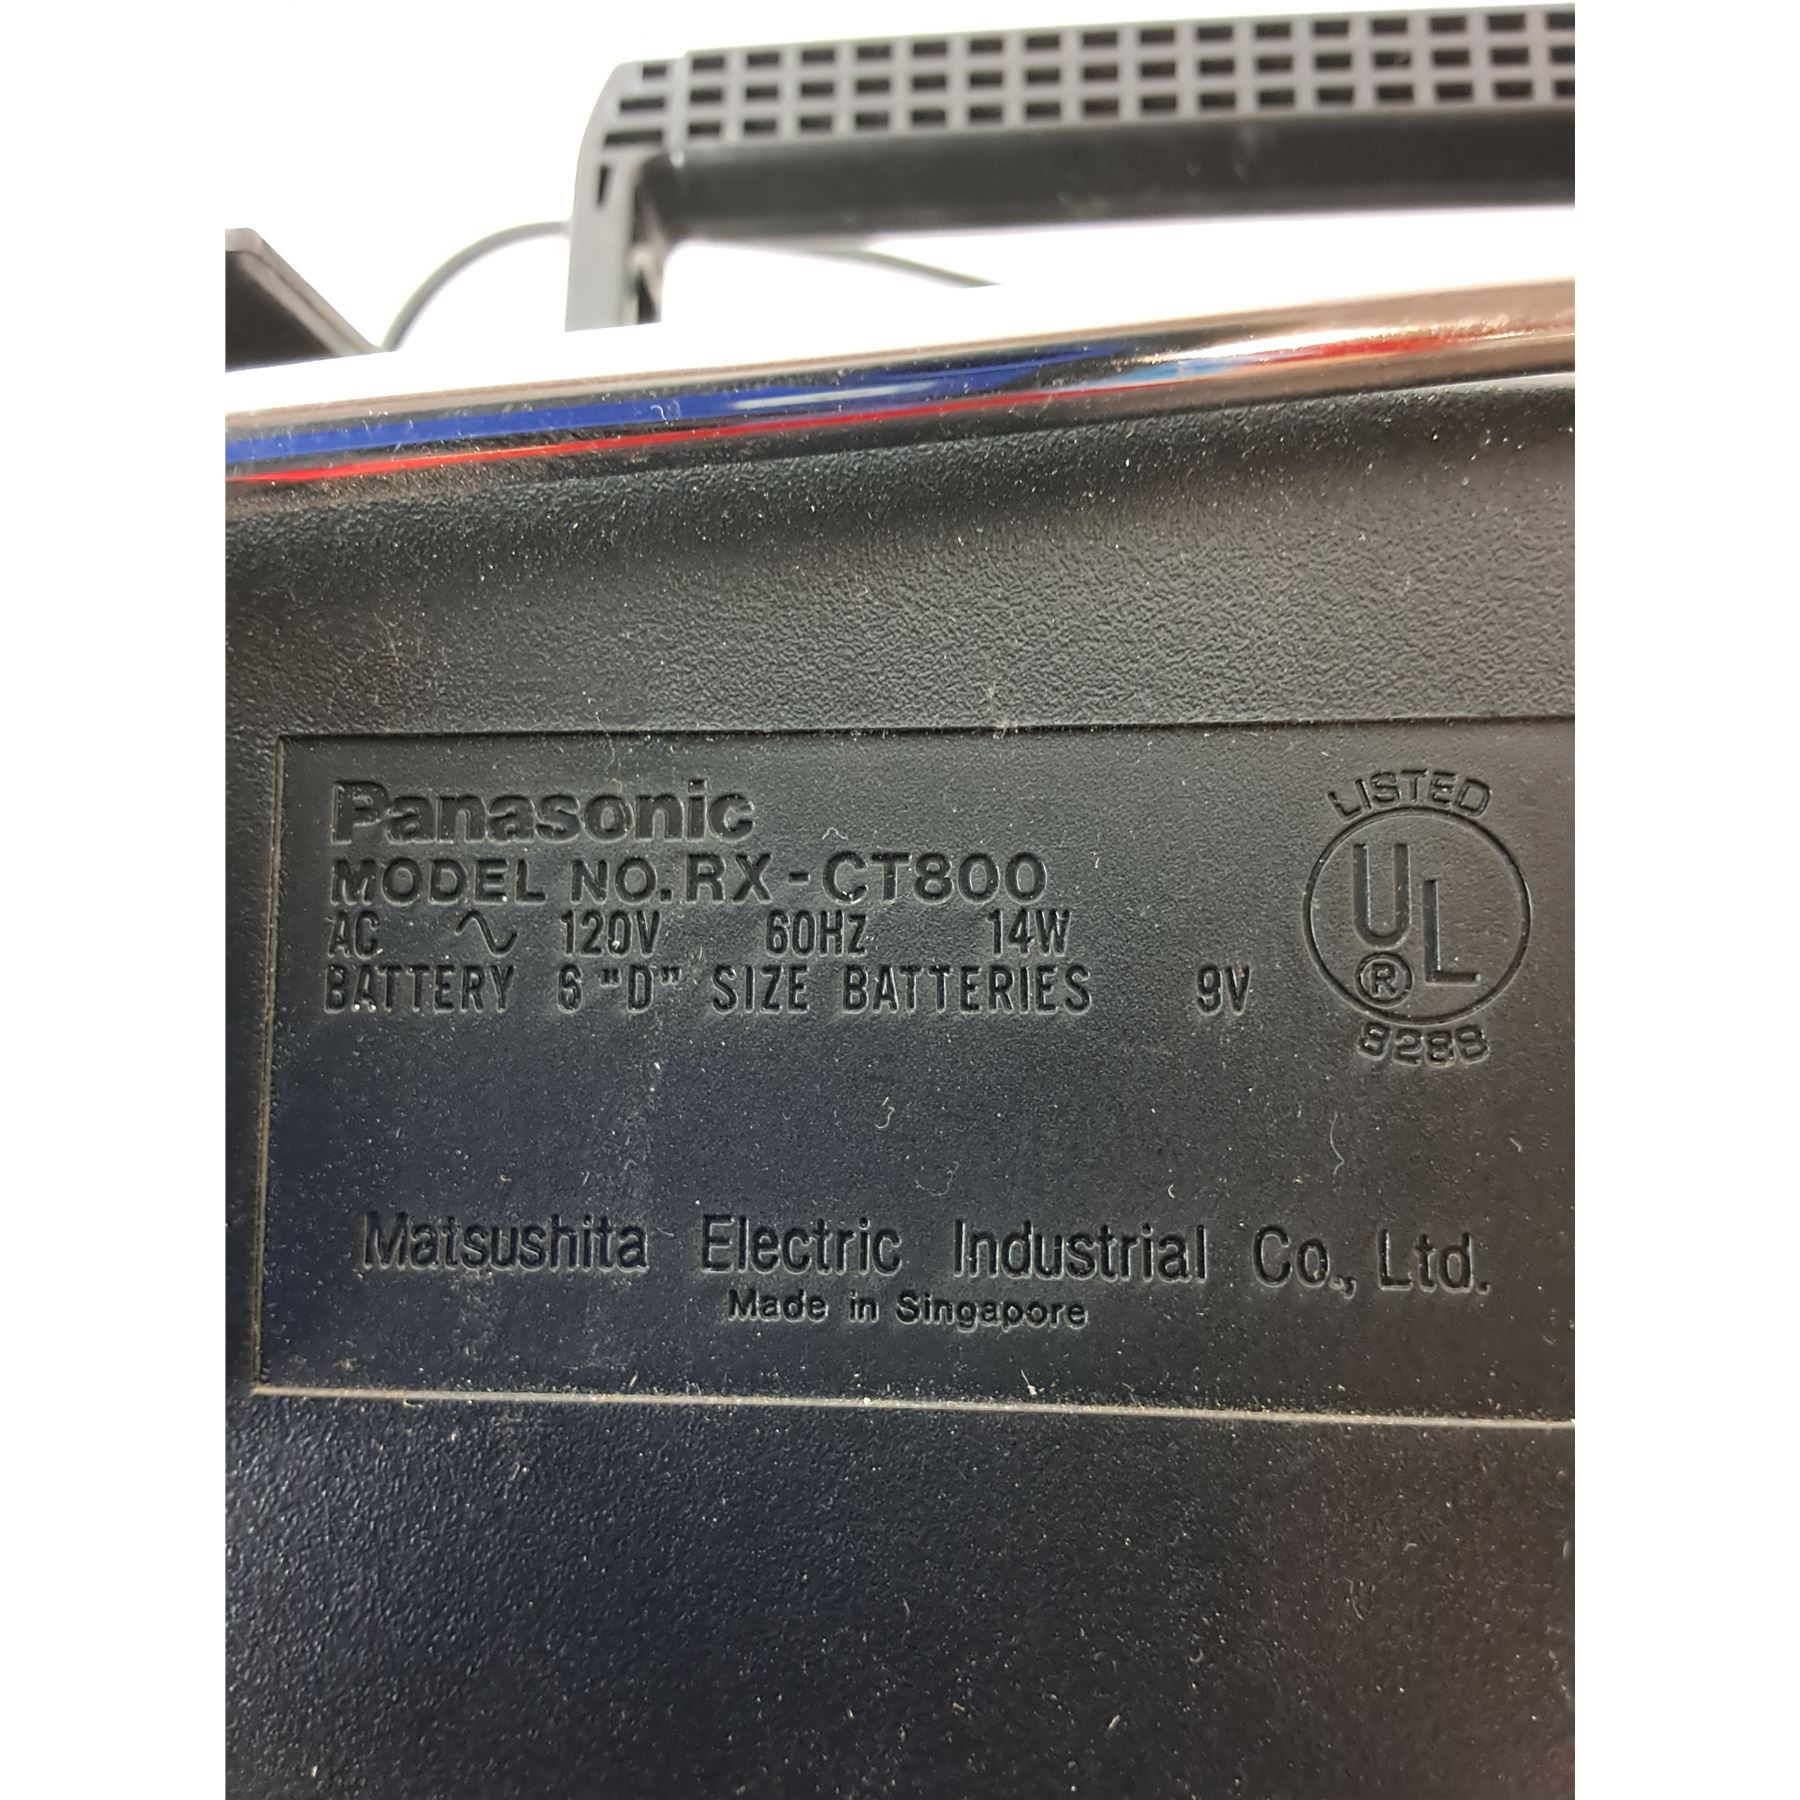 Panasonic
MODEL NO. RX-CT800
AC ∿ 120V 60Hz 14W
BATTERY 6 "D" SIZE BATTERIES 9V
LISTED
UL
®
828B
Matsushita Electric Industrial Co., Ltd.
Made in Singapore